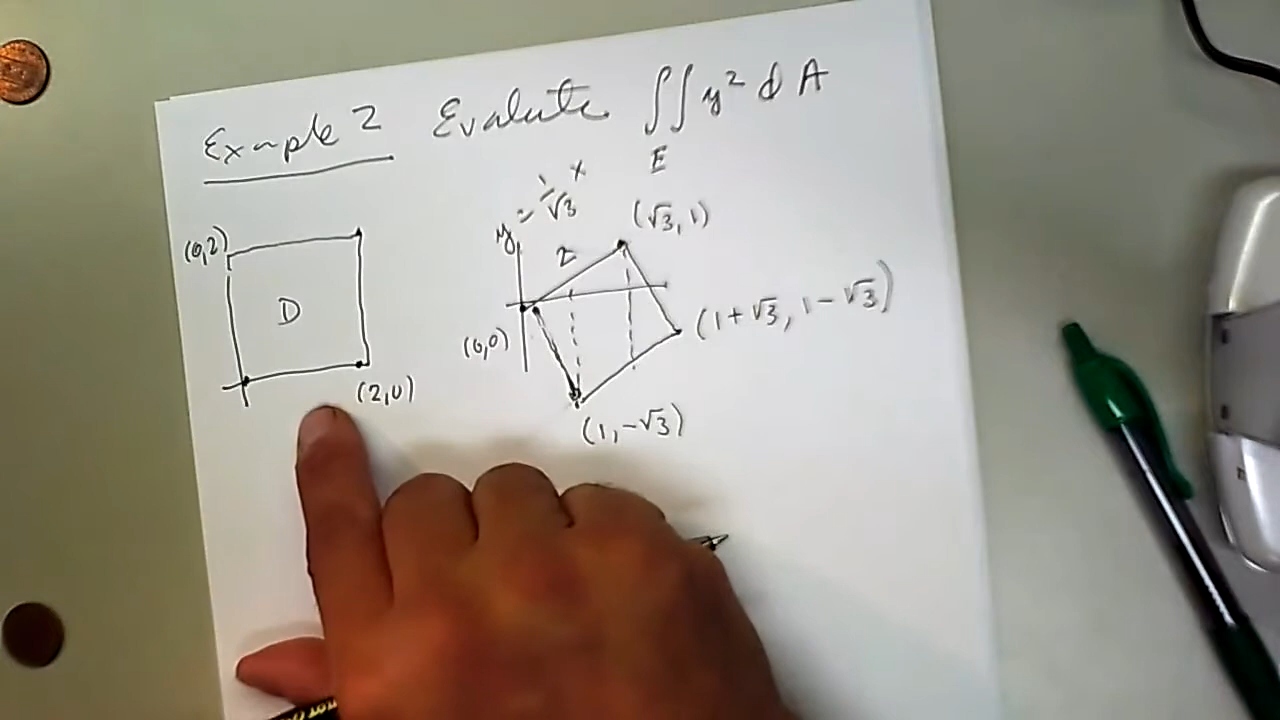 Example 2 Evaluate ∬ y² dA
E
y = 1/√3 x
(√3, 1)
(0,2)
2
D
(1+√3, 1-√3)
(0,0)
(2,0)
(1,-√3)